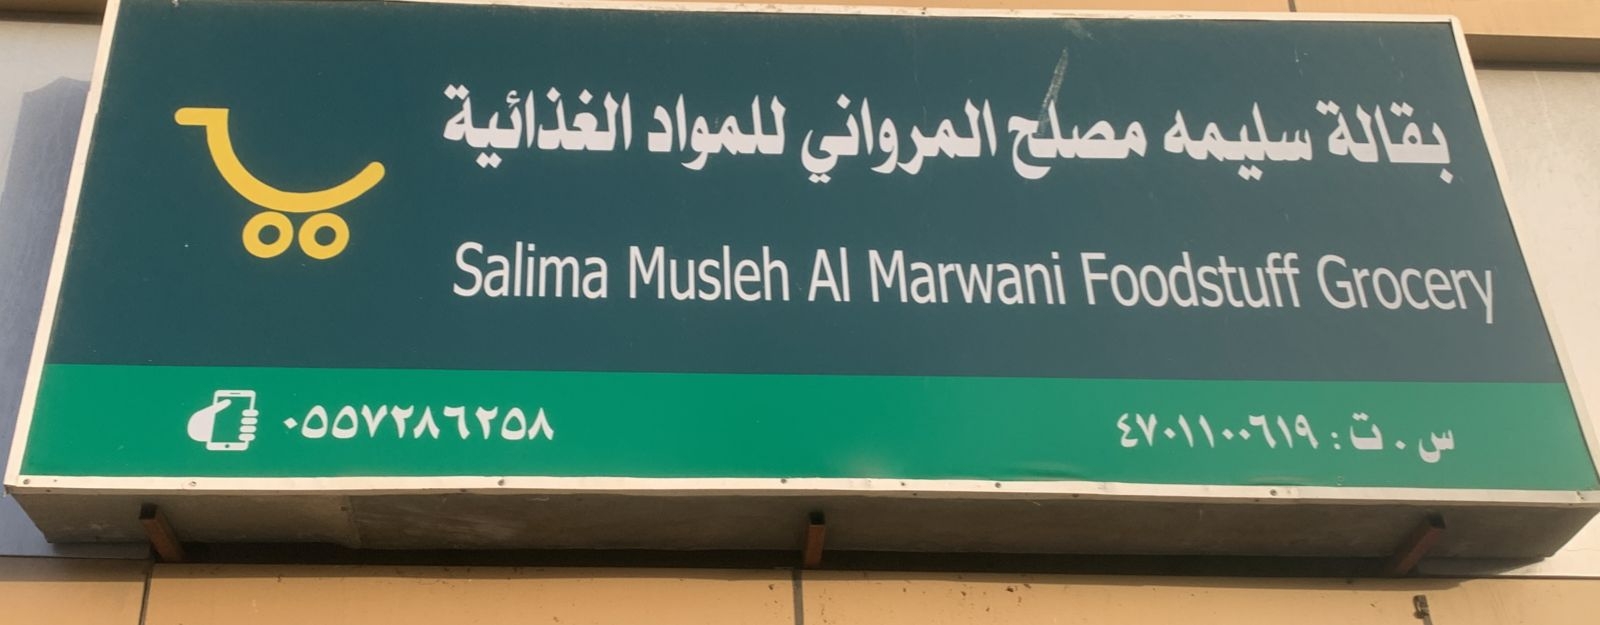 بقالة سليمه مصلح المرواني للمواد الغذائية
Salima Musleh Al Marwani Foodstuff Grocery
س . ت : ٤٧٠١١٠٠٦١٩
٠٥٥٧٢٨٦٢٥٨